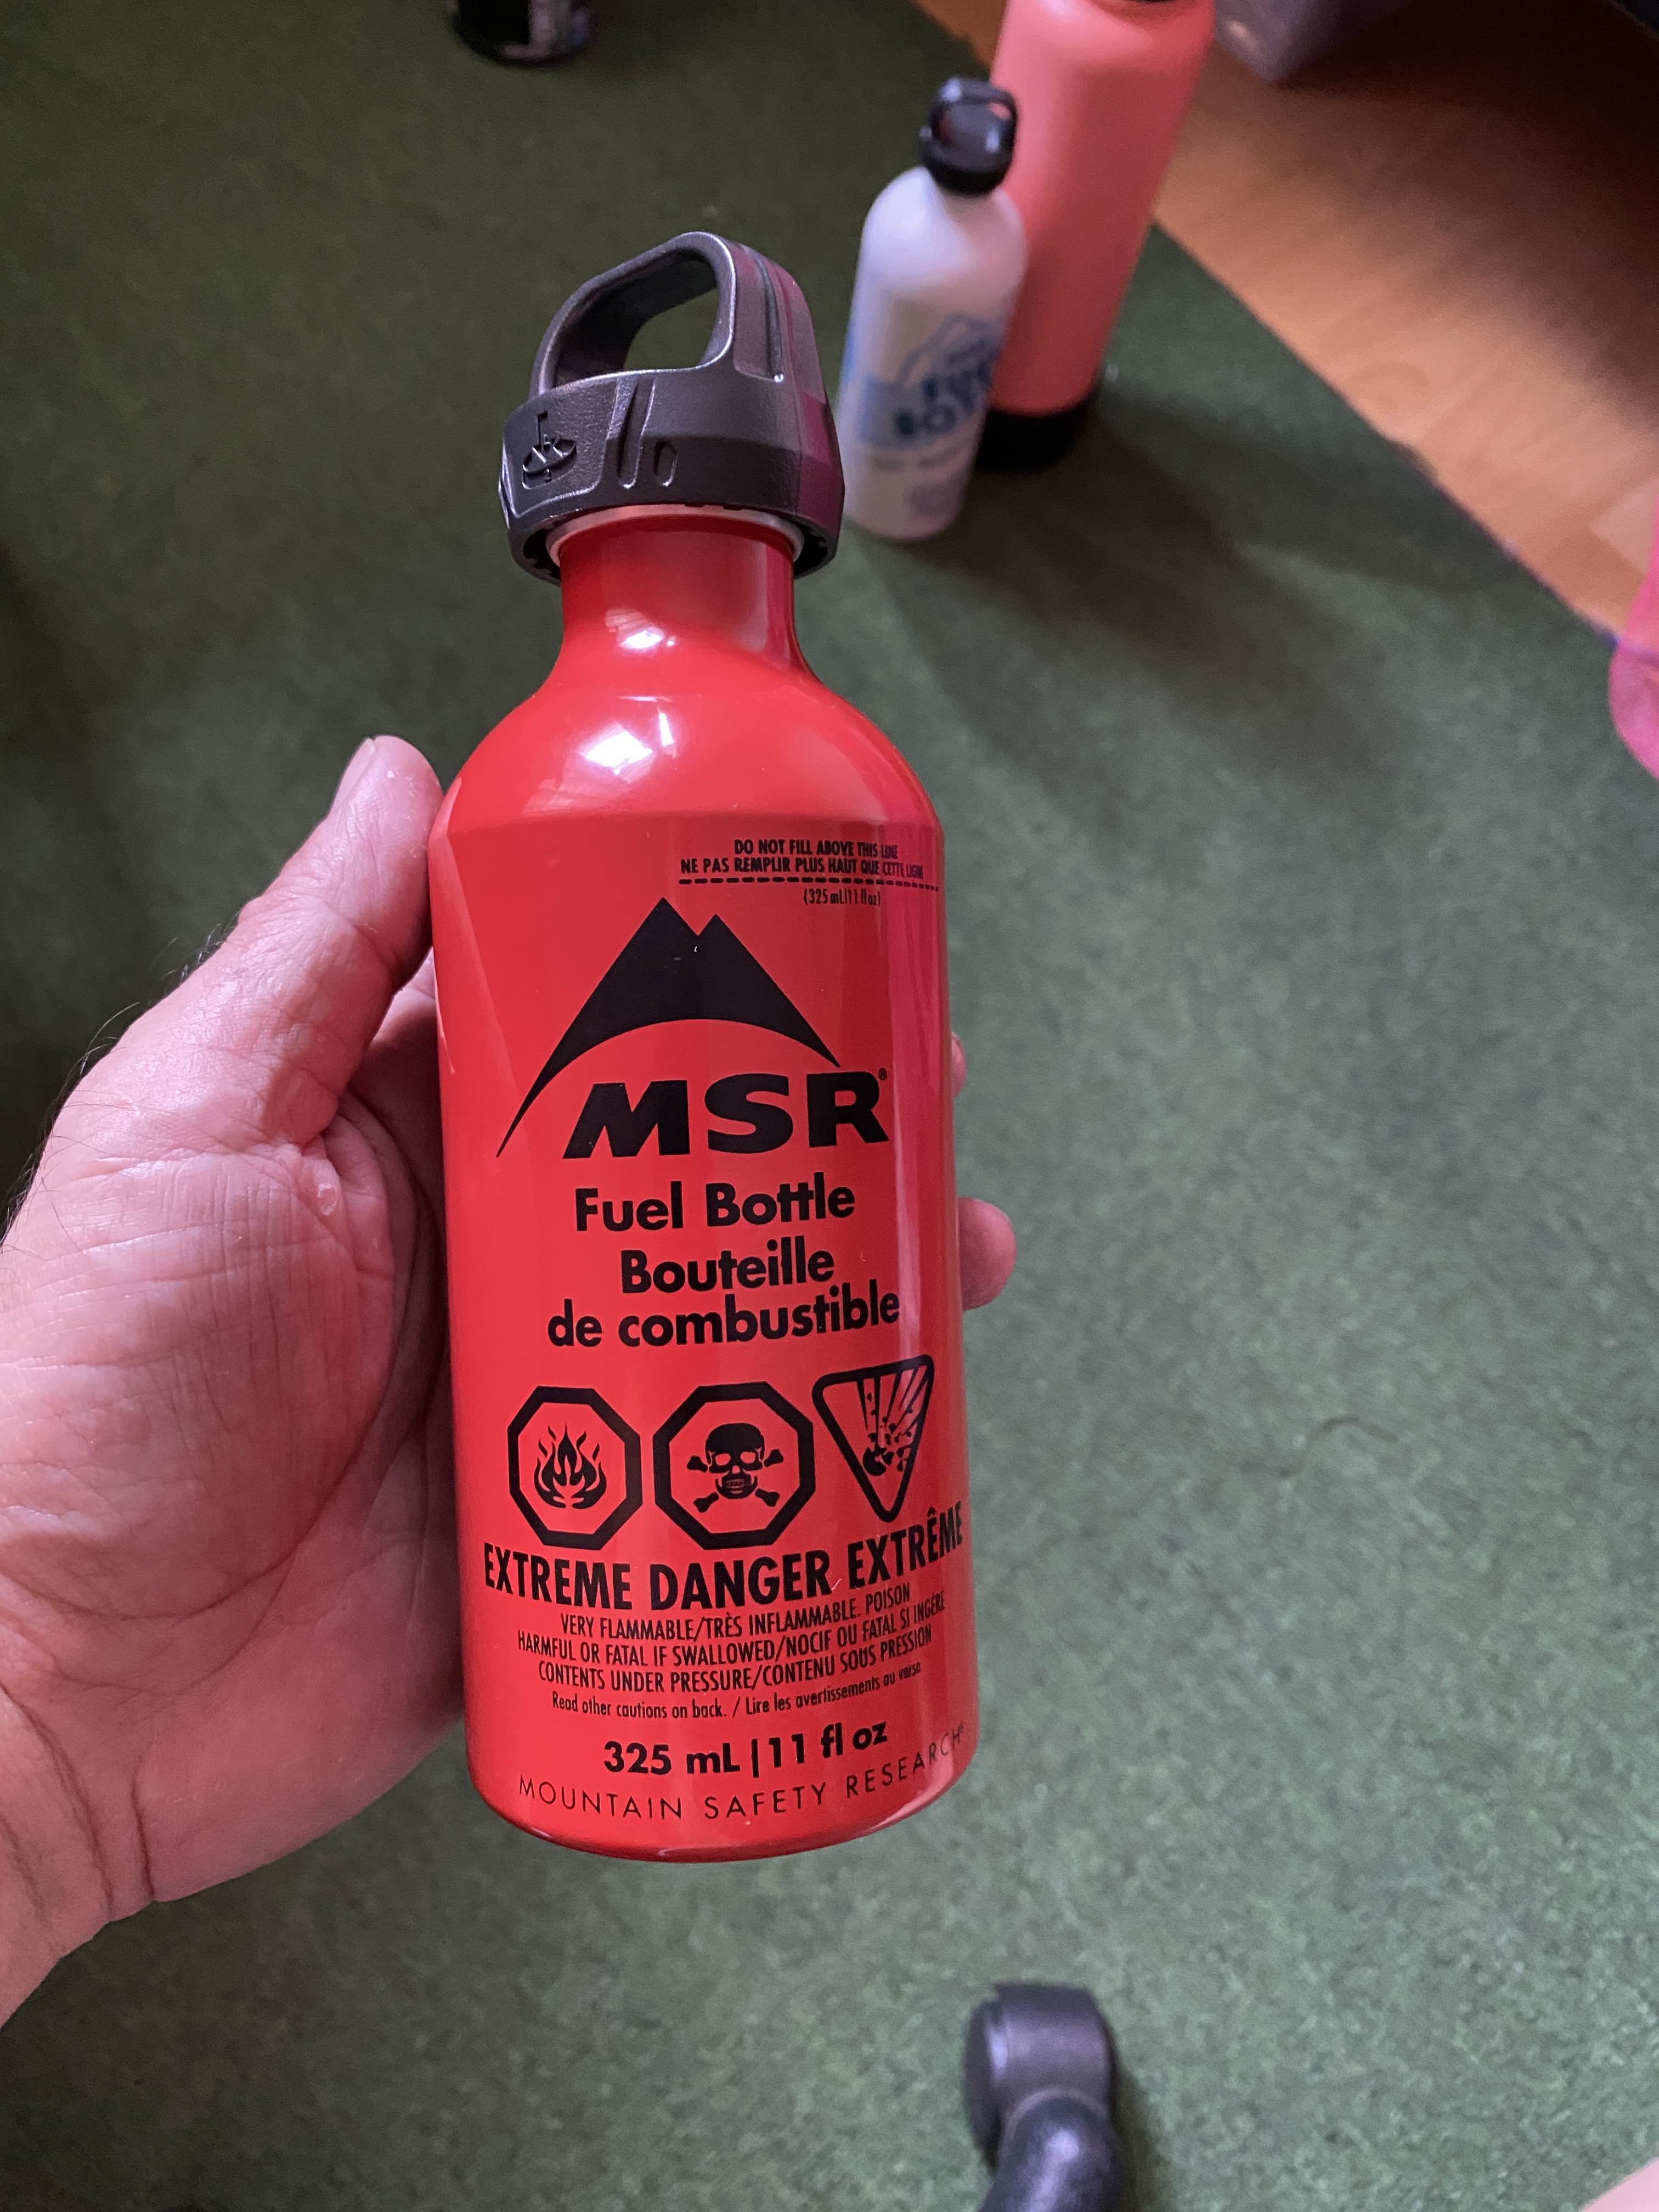 DO NOT FILL ABOVE THIS LINE
NE PAS REMPLIR PLUS HAUT QUE CETTE LIGNE
(325 mL|11 fl oz)
MSR®
Fuel Bottle
Bouteille
de combustible
EXTREME DANGER EXTRÊME
VERY FLAMMABLE/TRÈS INFLAMMABLE. POISON
HARMFUL OR FATAL IF SWALLOWED/NOCIF OU FATAL SI INGÉRÉ
CONTENTS UNDER PRESSURE/CONTENU SOUS PRESSION
Read other cautions on back. / Lire les avertissements au verso
325 mL | 11 fl oz
MOUNTAIN SAFETY RESEARCH®